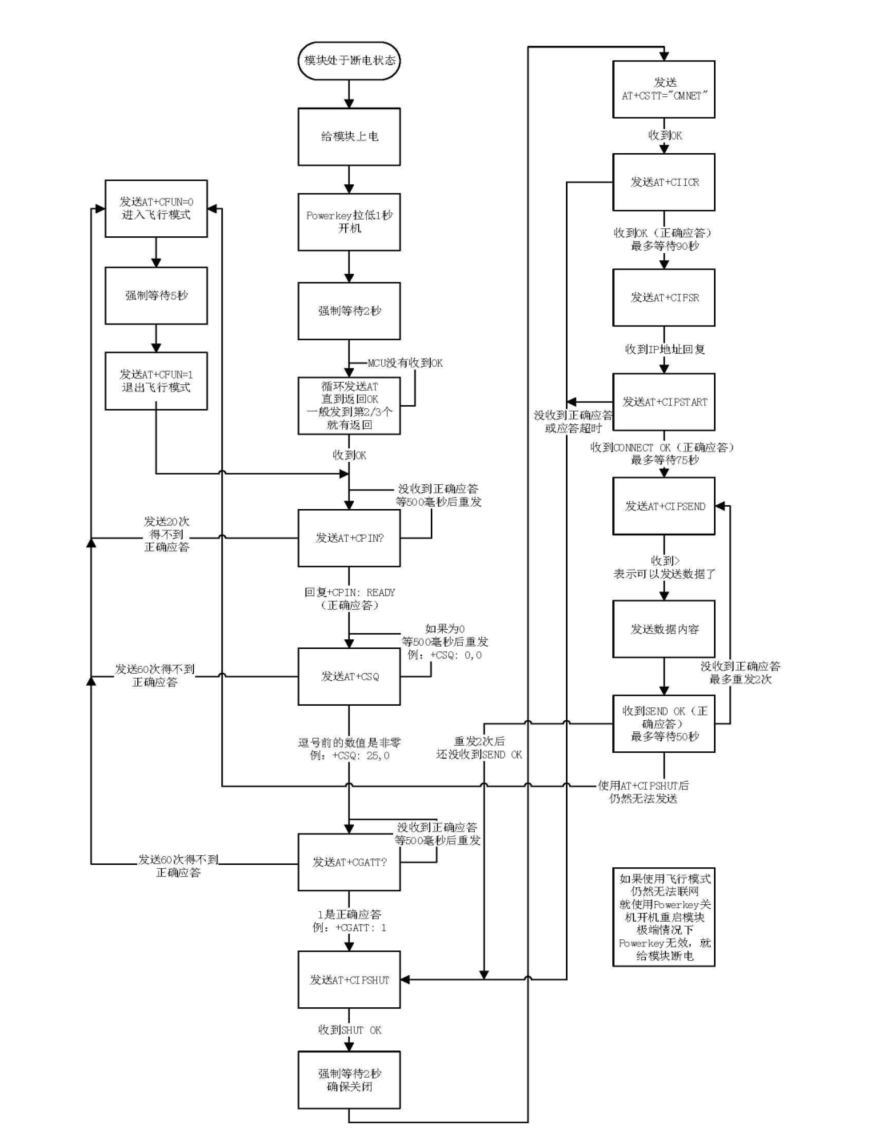 模块处于断电状态
给模块上电
Powerkey拉低1秒
开机
强制等待2秒
MCU没有收到OK
循环发送AT
直到返回OK
一般发到第2/3个
就有返回
收到OK
发送AT+CFUN=0
进入飞行模式
强制等待5秒
发送AT+CFUN=1
退出飞行模式
没收到正确应答
等500毫秒后重发
发送AT+CPIN?
发送20次
得不到
正确应答
回复+CPIN: READY
（正确应答）
如果为0
等500毫秒后重发
例：+CSQ: 0,0
发送AT+CSQ
发送60次得不到
正确应答
逗号前的数值是非零
例：+CSQ: 25,0
没收到正确应答
等500毫秒后重发
发送AT+CGATT?
发送60次得不到
正确应答
1是正确应答
例：+CGATT: 1
发送AT+CIPSHUT
收到SHUT OK
强制等待2秒
确保关闭
发送
AT+CSTT="CMNET"
收到OK
发送AT+CIICR
收到OK（正确应答）
最多等待90秒
发送AT+CIFSR
收到IP地址回复
发送AT+CIPSTART
没收到正确应答
或应答超时
收到CONNECT OK（正确应答）
最多等待75秒
发送AT+CIPSEND
收到>
表示可以发送数据了
发送数据内容
没收到正确应答
最多重发2次
收到SEND OK（正
确应答）
最多等待50秒
重发2次后
还没收到SEND OK
使用AT+CIPSHUT后
仍然无法发送
如果使用飞行模式
仍然无法联网
就使用Powerkey关
机开机重启模块
极端情况下
Powerkey无效，就
给模块断电